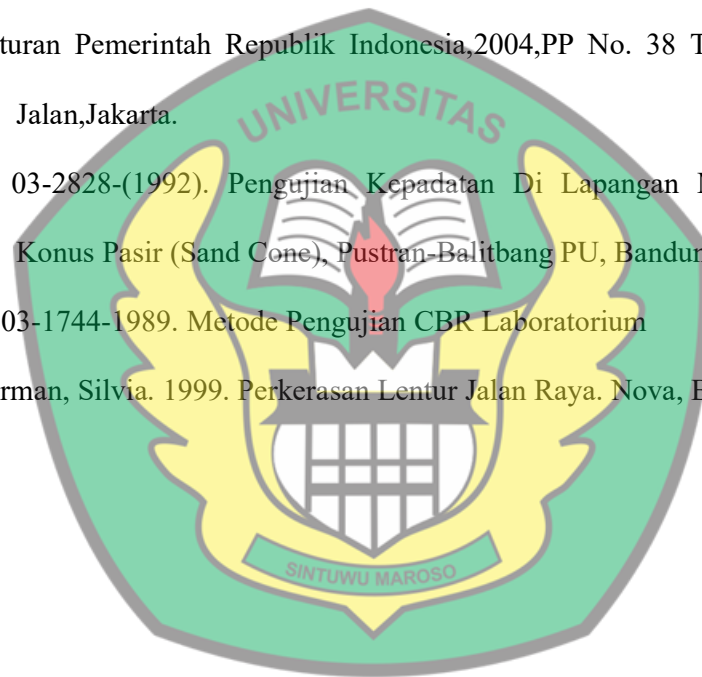 turan Pemerintah Republik Indonesia,2004,PP No. 38 T
Jalan,Jakarta.
UNIVERSITAS
03-2828-(1992). Pengujian Kepadatan Di Lapangan
Konus Pasir (Sand Cone), Pustran-Balitbang PU, Bandun
03-1744-1989. Metode Pengujian CBR Laboratorium
rman, Silvia. 1999. Perkerasan Lentur Jalan Raya. Nova,
SINTUWU MAROSO